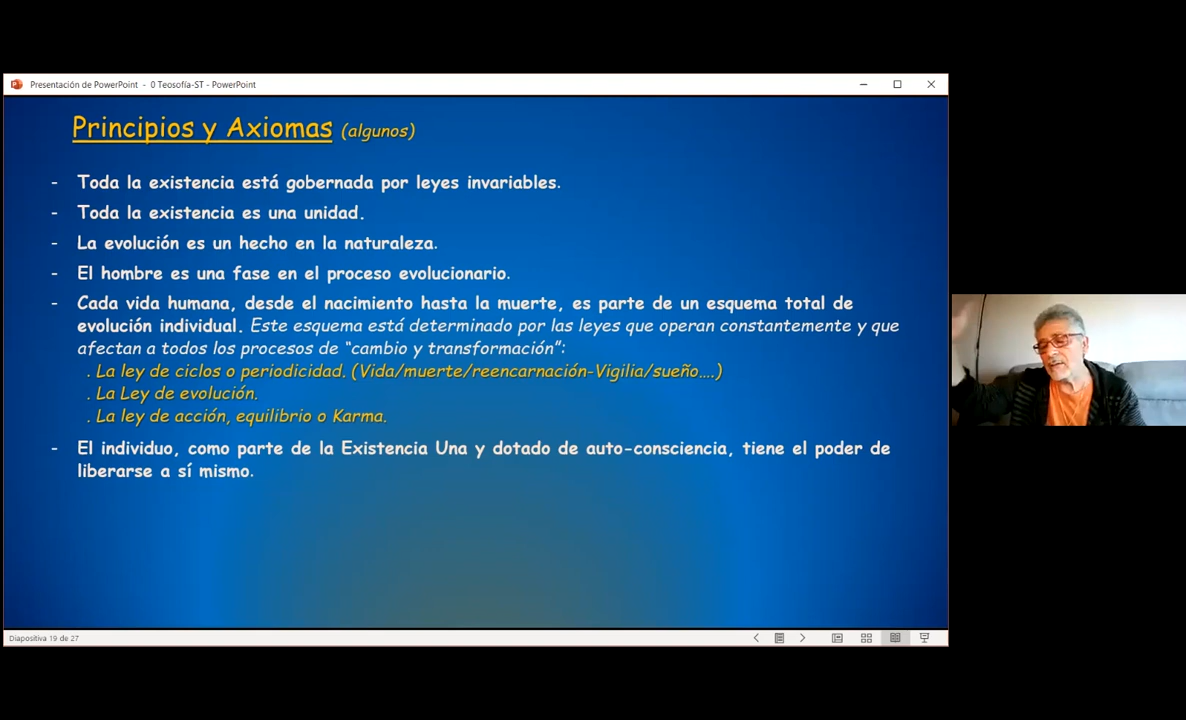 Presentación de PowerPoint - 0 Teosofía-ST - PowerPoint
Principios y Axiomas (algunos)
- Toda la existencia está gobernada por leyes invariables.
- Toda la existencia es una unidad.
- La evolución es un hecho en la naturaleza.
- El hombre es una fase en el proceso evolucionario.
- Cada vida humana, desde el nacimiento hasta la muerte, es parte de un esquema total de
evolución individual. Este esquema está determinado por las leyes que operan constantemente y que
afectan a todos los procesos de “cambio y transformación”:
. La ley de ciclos o periodicidad. (Vida/muerte/reencarnación-Vigilia/sueño….)
. La Ley de evolución.
. La ley de acción, equilibrio o Karma.
- El individuo, como parte de la Existencia Una y dotado de auto-consciencia, tiene el poder de
liberarse a sí mismo.
Diapositiva 19 de 27